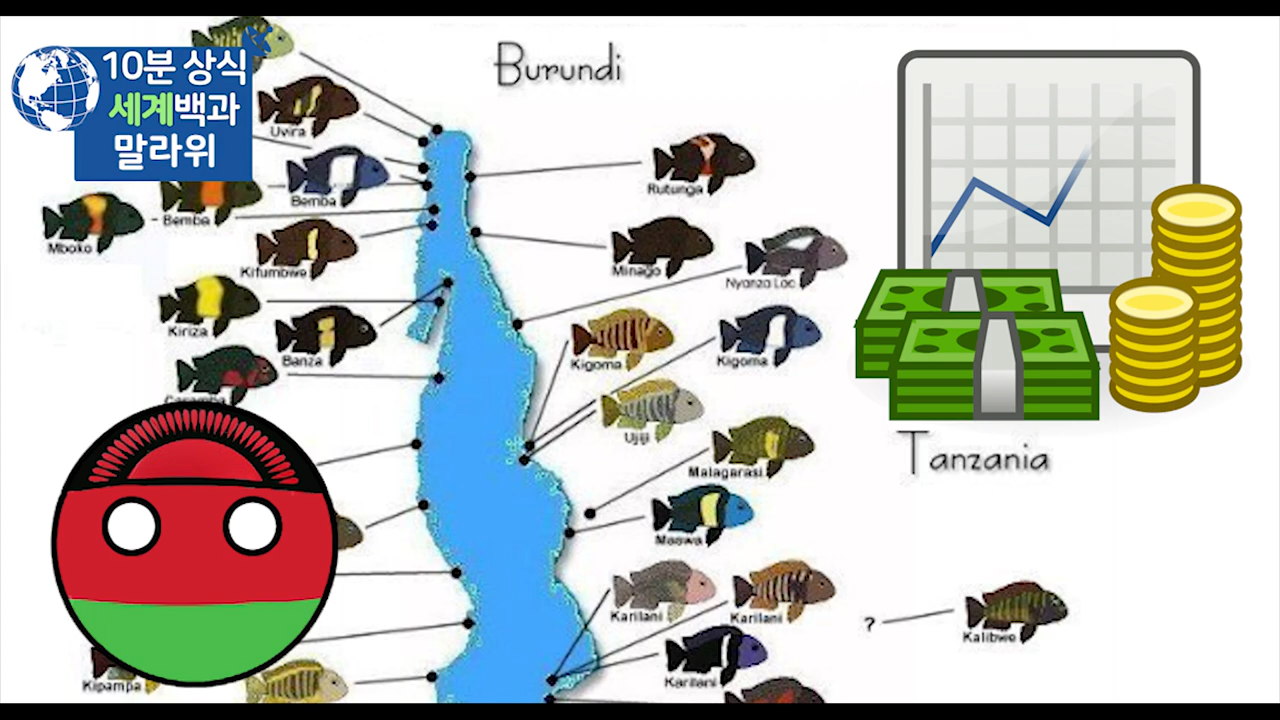 10분 상식
세계백과
말라위
Burundi
Uvira
Rutunga
Bemba
Bemba
Mboko
Kifumbwe
Minago
Nyanza Lac
Kiriza
Banza
Kigoma
Kigoma
Ujiji
Tanzania
Malagarasi
Maswa
Karilani
Karilani
?
Kalibwe
Karilani
Kipampa